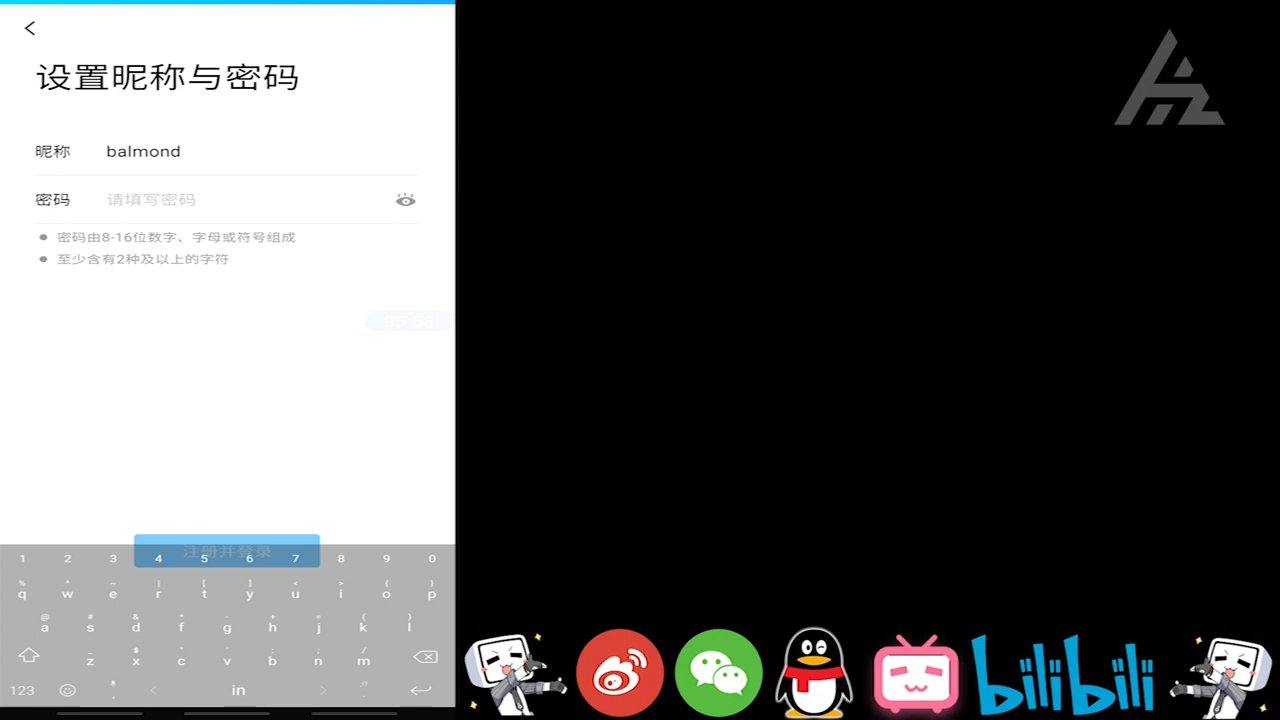 设置昵称与密码
昵称 balmond
密码 请填写密码
密码由8-16位数字、字母或符号组成
至少含有2种及以上的字符
05:58
注册并登录
1 2 3 4 5 6 7 8 9 0
% ^ ~ | [ ] < > { }
q w e r t y u i o p
@ # & * - + = ( )
a s d f g h j k l
_ $ " ' : ; /
z x c v b n m
123 in
bilibili